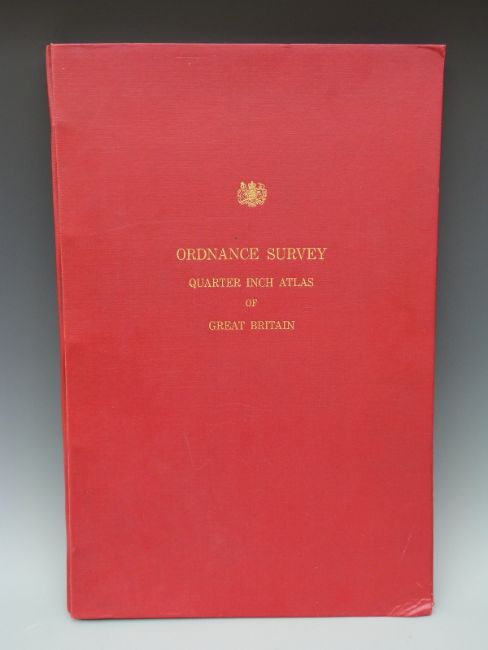 ORDNANCE SURVEY
QUARTER INCH ATLAS
OF
GREAT BRITAIN